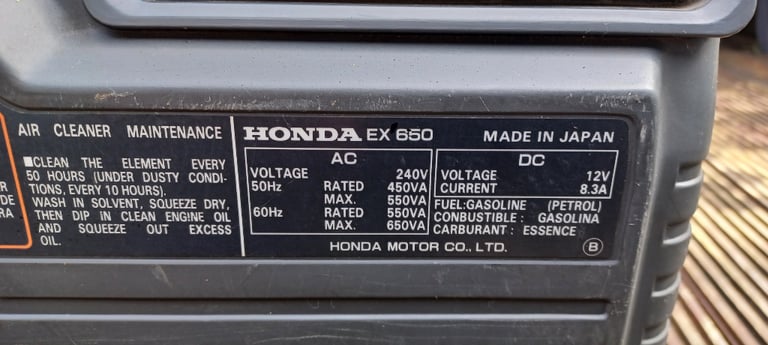 AIR CLEANER MAINTENANCE
■CLEAN THE ELEMENT EVERY
50 HOURS (UNDER DUSTY CONDI-
TIONS, EVERY 10 HOURS).
WASH IN SOLVENT, SQUEEZE DRY,
THEN DIP IN CLEAN ENGINE OIL
AND SQUEEZE OUT EXCESS
OIL.
HONDA EX 650 MADE IN JAPAN
AC
VOLTAGE 240V
50Hz RATED 450VA
MAX. 550VA
60Hz RATED 550VA
MAX. 650VA
DC
VOLTAGE 12V
CURRENT 8.3A
FUEL:GASOLINE (PETROL)
CONBUSTIBLE: GASOLINA
CARBURANT: ESSENCE
HONDA MOTOR CO., LTD. B